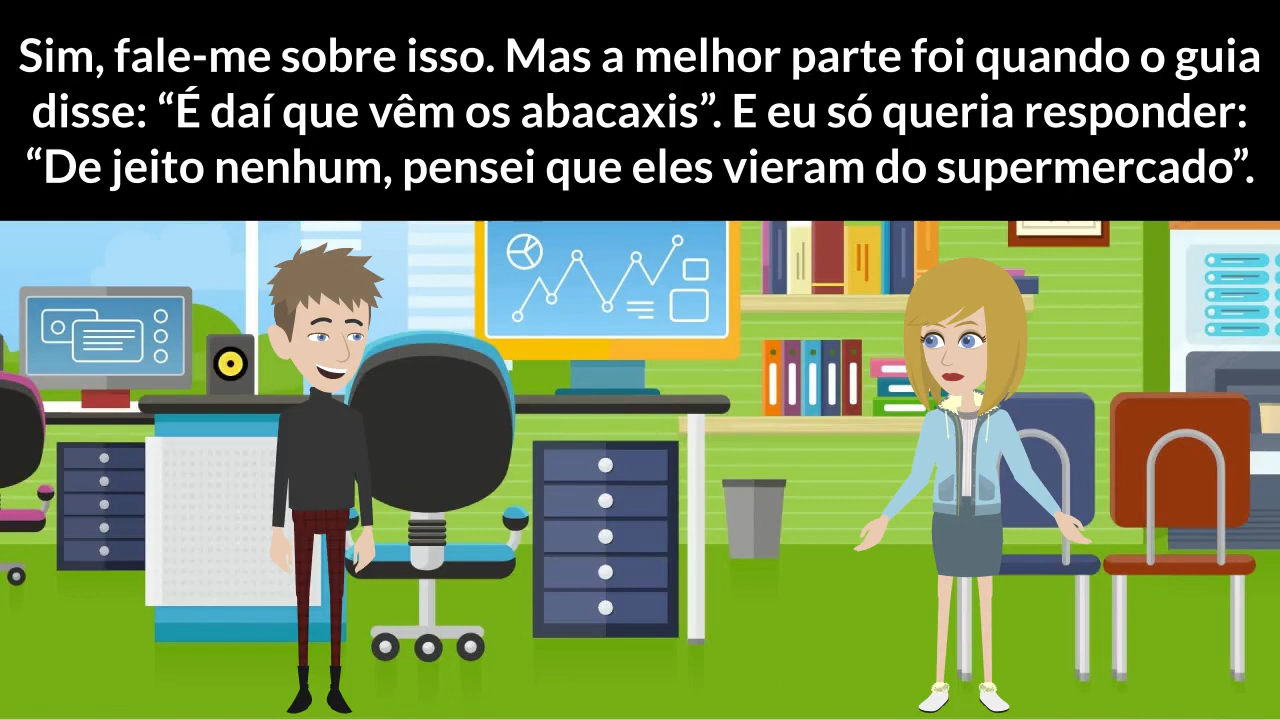 Sim, fale-me sobre isso. Mas a melhor parte foi quando o guia
disse: “É daí que vêm os abacaxis”. E eu só queria responder:
“De jeito nenhum, pensei que eles vieram do supermercado”.